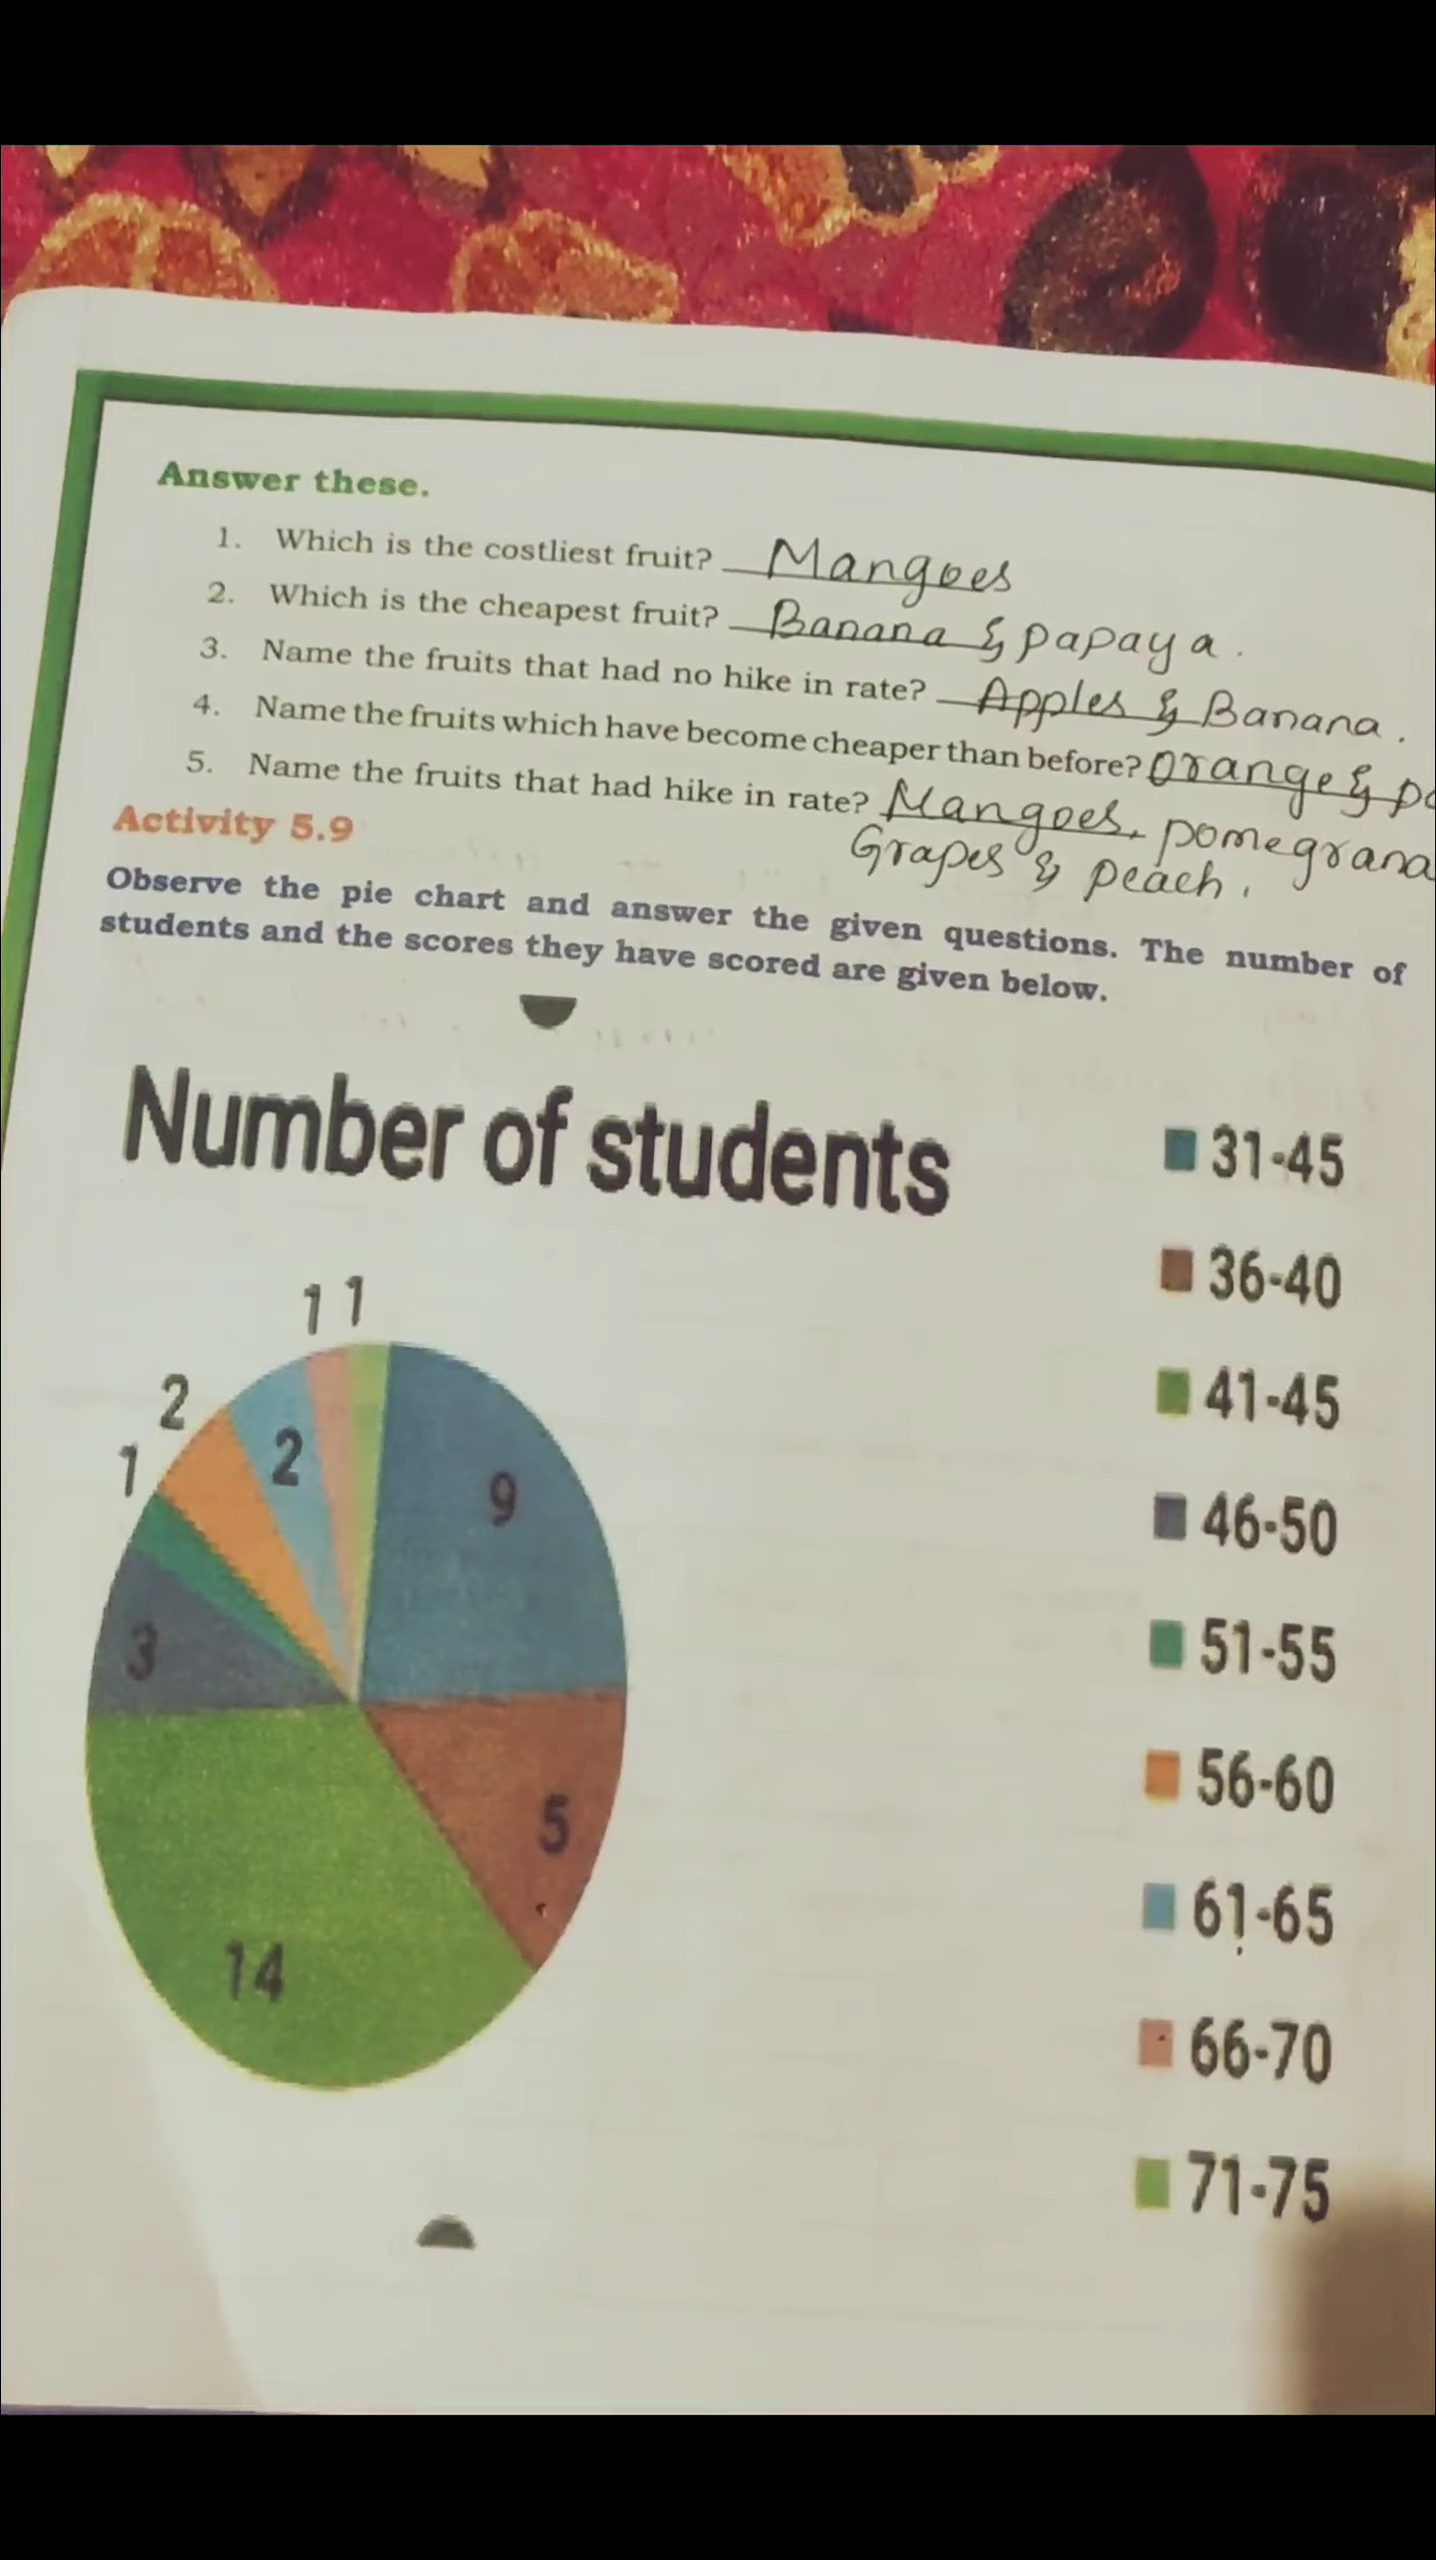 Answer these.
1. Which is the costliest fruit? Mangoes
2. Which is the cheapest fruit? Banana & papaya.
3. Name the fruits that had no hike in rate? Apples & Banana.
4. Name the fruits which have become cheaper than before? Orange &
5. Name the fruits that had hike in rate? Mangoes,
Grapes & peach.
Activity 5.9
Observe the pie chart and answer the given questions. The number of
students and the scores they have scored are given below.
Number of students
1 1
2
2
1
9
3
5
14
31-45
36-40
41-45
46-50
51-55
56-60
61-65
66-70
71-75